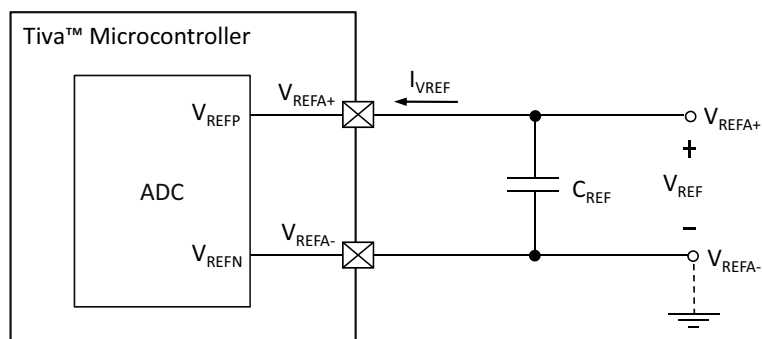 Tiva™ Microcontroller
ADC
VREFP
VREFN
VREFA+
VREFA-
IVREF
CREF
VREFA+
+
VREF
-
VREFA-